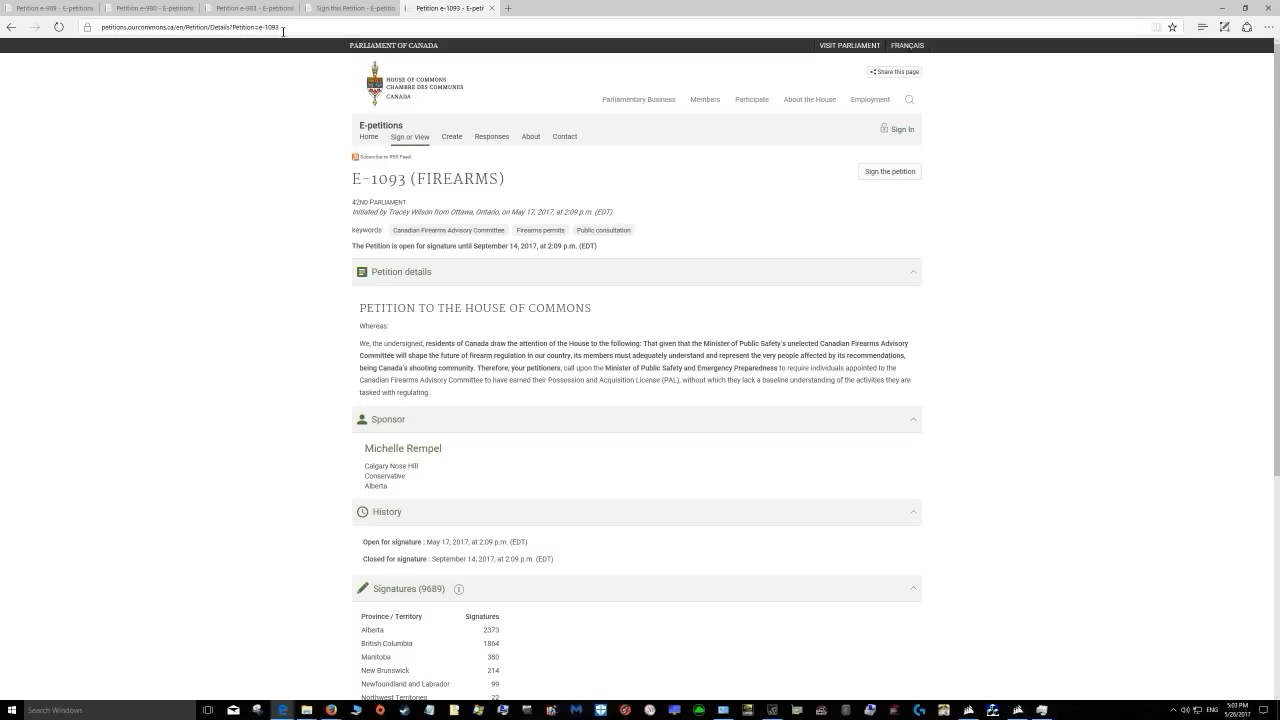 Petition e-909 - E-petitions
Petition e-980 - E-petitions
Petition e-983 - E-petitions
Sign this Petition - E-petitio
Petition e-1093 - E-peti
petitions.ourcommons.ca/en/Petition/Details?Petition=e-1093
PARLIAMENT OF CANADA
VISIT PARLIAMENT
FRANÇAIS
Share this page
HOUSE OF COMMONS
CHAMBRE DES COMMUNES
CANADA
Parliamentary Business
Members
Participate
About the House
Employment
E-petitions
Home
Sign or View
Create
Responses
About
Contact
Sign In
Subscribe to RSS Feed
E-1093 (FIREARMS)
Sign the petition
42ND PARLIAMENT
Initiated by Tracey Wilson from Ottawa, Ontario, on May 17, 2017, at 2:09 p.m. (EDT)
keywords
Canadian Firearms Advisory Committee
Firearms permits
Public consultation
The Petition is open for signature until September 14, 2017, at 2:09 p.m. (EDT)
Petition details
PETITION TO THE HOUSE OF COMMONS
Whereas:
We, the undersigned, residents of Canada draw the attention of the House to the following: That given that the Minister of Public Safety's unelected Canadian Firearms Advisory
Committee will shape the future of firearm regulation in our country, its members must adequately understand and represent the very people affected by its recommendations,
being Canada's shooting community. Therefore, your petitioners, call upon the Minister of Public Safety and Emergency Preparedness to require individuals appointed to the
Canadian Firearms Advisory Committee to have earned their Possession and Acquisition License (PAL), without which they lack a baseline understanding of the activities they are
tasked with regulating.
Sponsor
Michelle Rempel
Calgary Nose Hill
Conservative
Alberta
History
Open for signature : May 17, 2017, at 2:09 p.m. (EDT)
Closed for signature : September 14, 2017, at 2:09 p.m. (EDT)
Signatures (9689)
Province / Territory Signatures
Alberta 2373
British Columbia 1864
Manitoba 380
New Brunswick 214
Newfoundland and Labrador 99
Northwest Territories 22
Search Windows
ENG
5:03 PM
5/26/2017